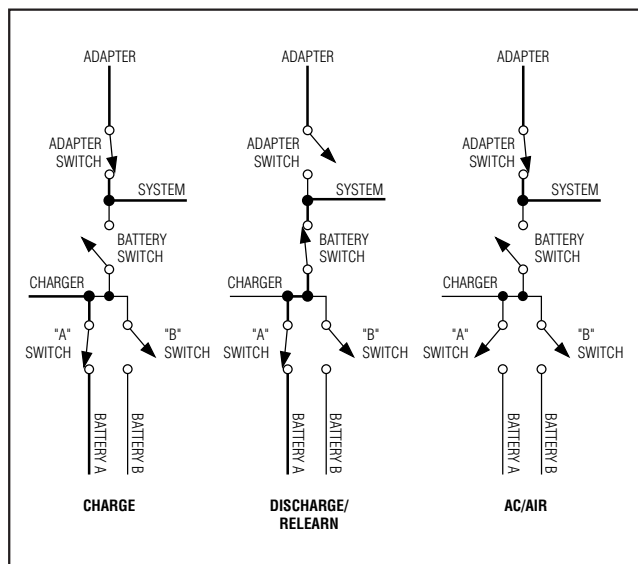 ADAPTER
ADAPTER
SWITCH
SYSTEM
BATTERY
SWITCH
CHARGER
"A"
SWITCH
"B"
SWITCH
BATTERY A
BATTERY B
CHARGE
ADAPTER
ADAPTER
SWITCH
SYSTEM
BATTERY
SWITCH
CHARGER
"A"
SWITCH
"B"
SWITCH
BATTERY A
BATTERY B
DISCHARGE/
RELEARN
ADAPTER
ADAPTER
SWITCH
SYSTEM
BATTERY
SWITCH
CHARGER
"A"
SWITCH
"B"
SWITCH
BATTERY A
BATTERY B
AC/AIR